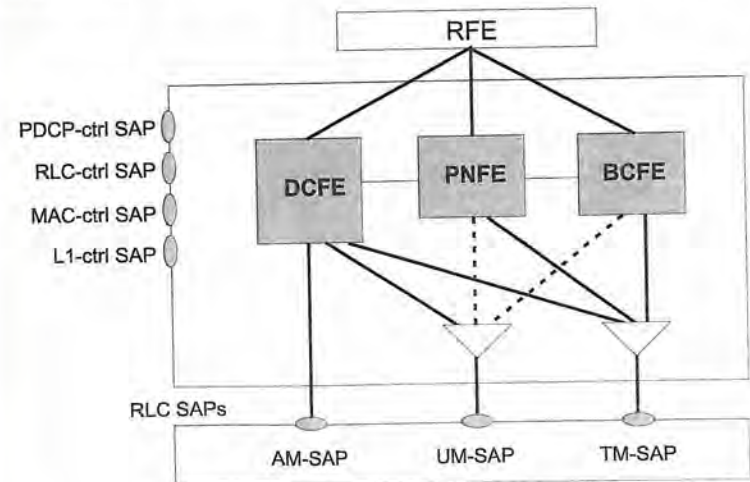 RFE
PDCP-ctrl SAP
RLC-ctrl SAP
MAC-ctrl SAP
L1-ctrl SAP
DCFE
PNFE
BCFE
RLC SAPs
AM-SAP
UM-SAP
TM-SAP